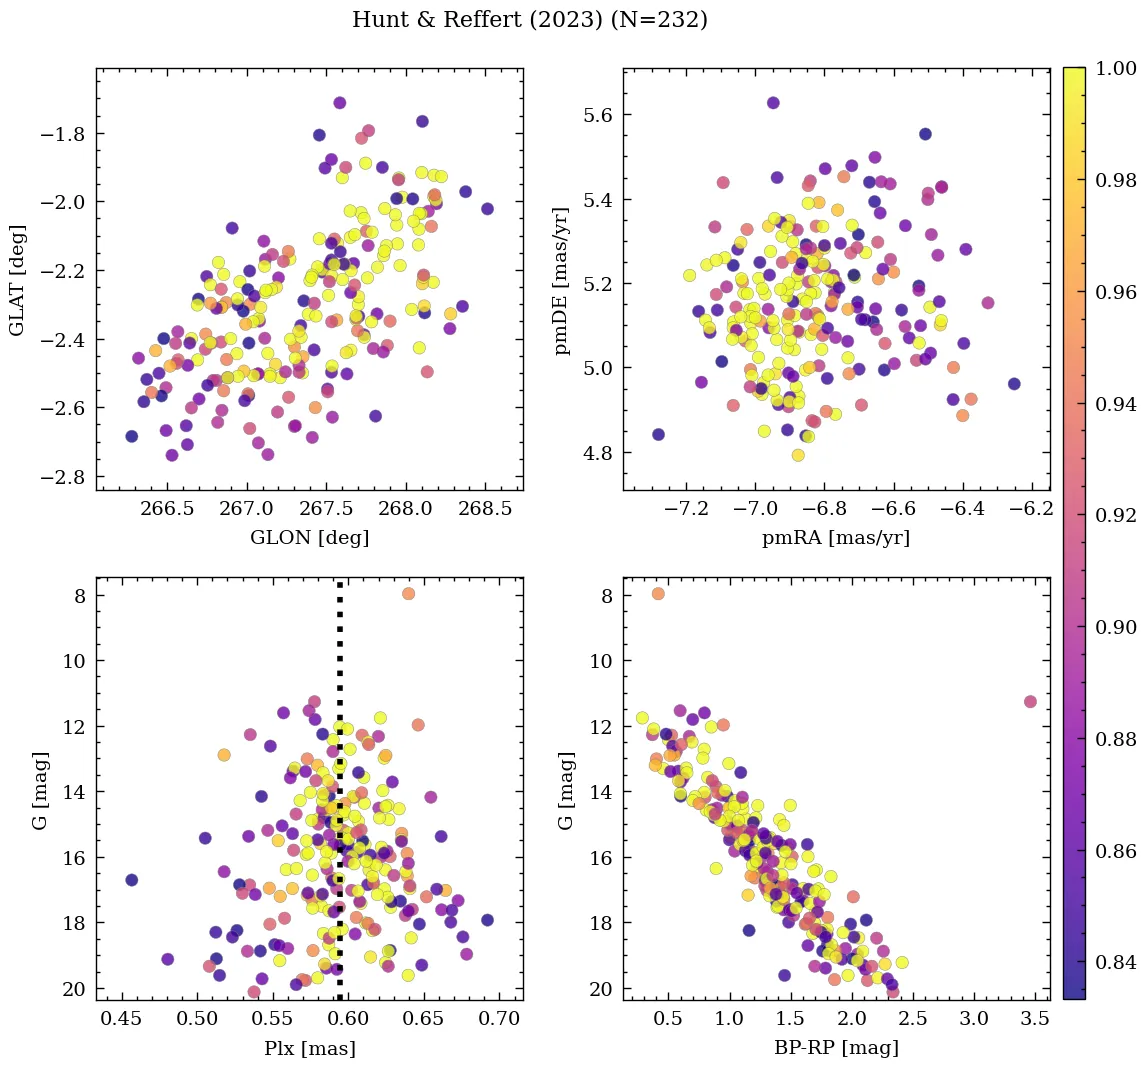 Hunt & Reffert (2023) (N=232)
−1.8
−2.0
−2.2
−2.4
−2.6
−2.8
GLAT [deg]
266.5 267.0 267.5 268.0 268.5
GLON [deg]
5.6
5.4
5.2
5.0
4.8
pmDE [mas/yr]
−7.2 −7.0 −6.8 −6.6 −6.4 −6.2
pmRA [mas/yr]
8
10
12
14
16
18
20
G [mag]
0.45 0.50 0.55 0.60 0.65 0.70
Plx [mas]
8
10
12
14
16
18
20
G [mag]
0.5 1.0 1.5 2.0 2.5 3.0 3.5
BP-RP [mag]
1.00
0.98
0.96
0.94
0.92
0.90
0.88
0.86
0.84